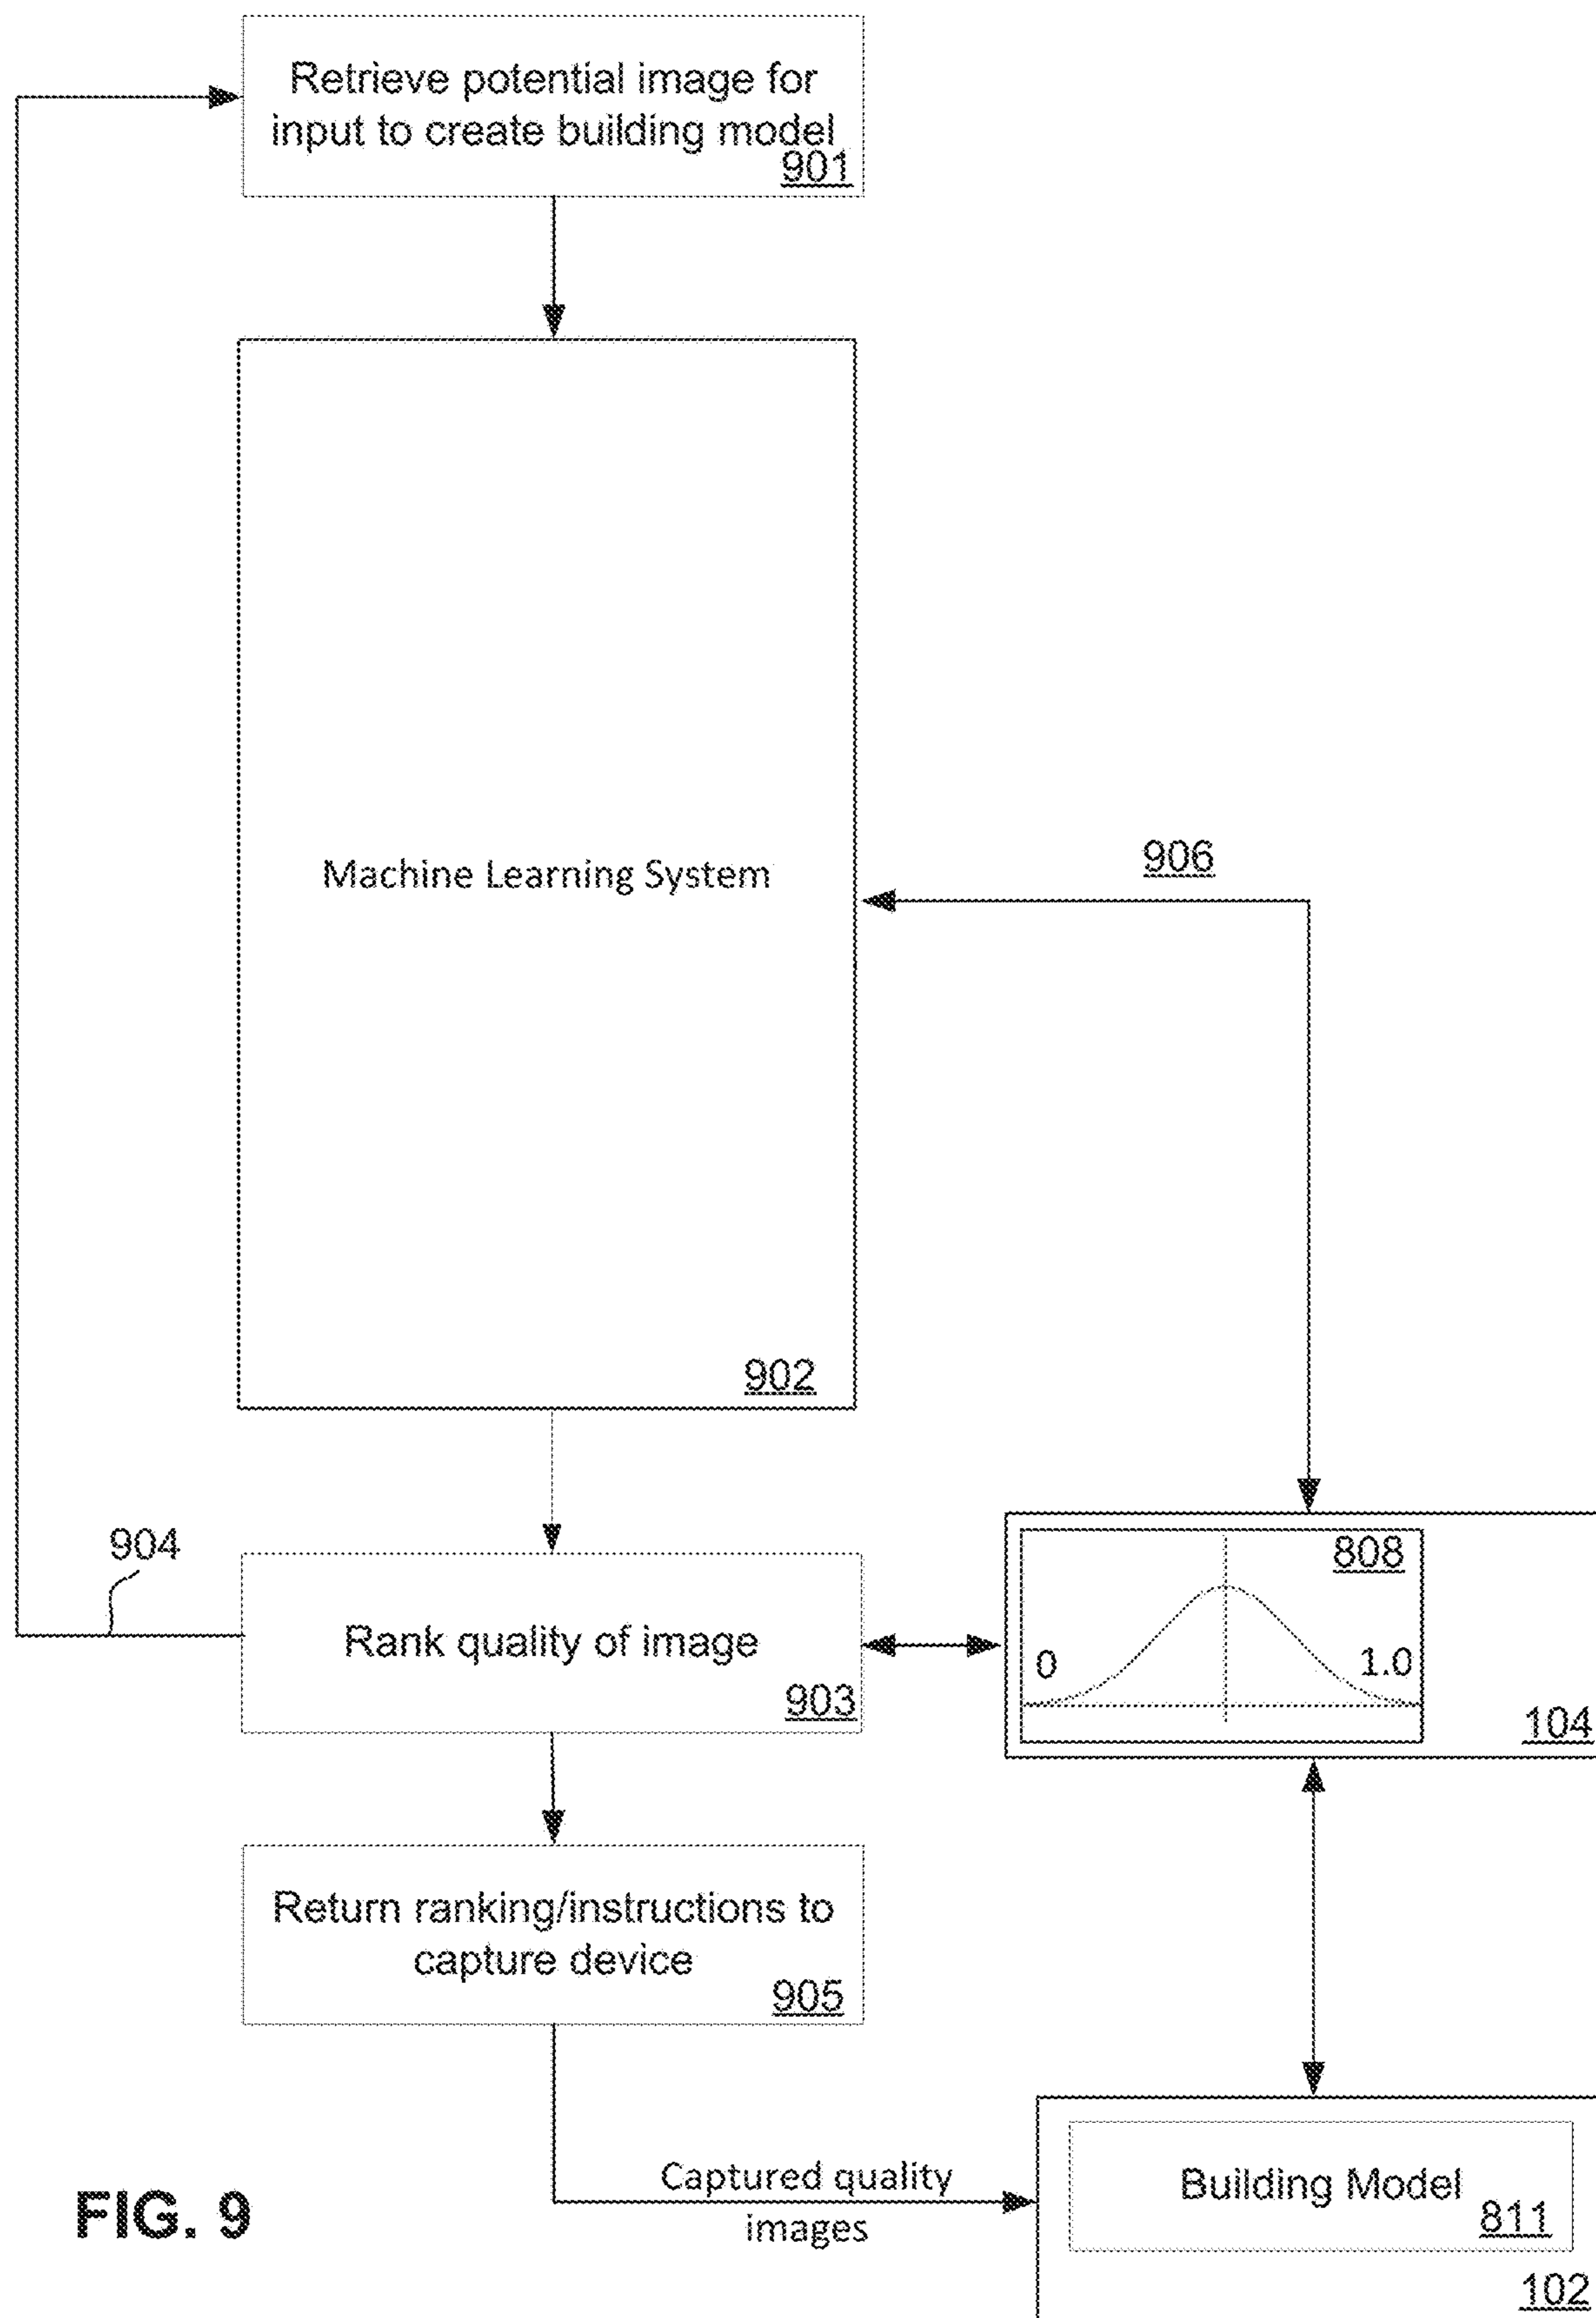 Retrieve potential image for
input to create building model
901
Machine Learning System
906
902
904
808
Rank quality of image
0
1.0
903
104
Return ranking/instructions to
capture device
905
Captured quality
images
Building Model
811
FIG. 9
102